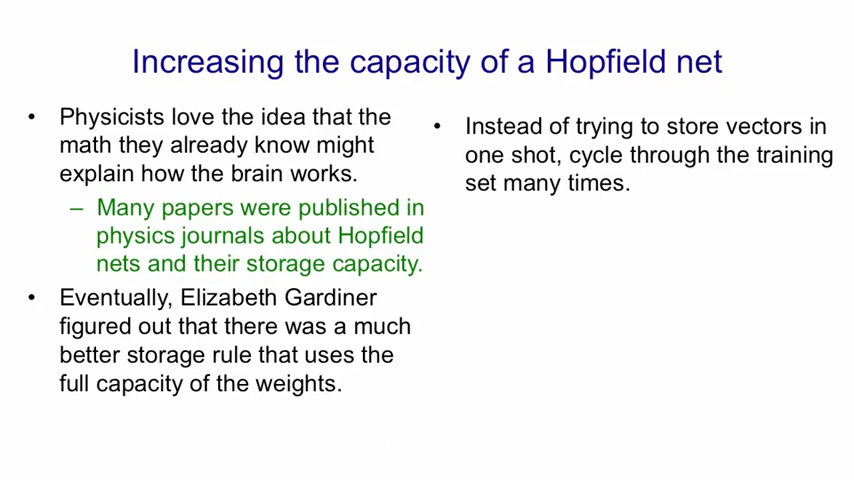 Increasing the capacity of a Hopfield net
• Physicists love the idea that the
math they already know might
explain how the brain works.
– Many papers were published in
physics journals about Hopfield
nets and their storage capacity.
• Eventually, Elizabeth Gardiner
figured out that there was a much
better storage rule that uses the
full capacity of the weights.
• Instead of trying to store vectors in
one shot, cycle through the training
set many times.